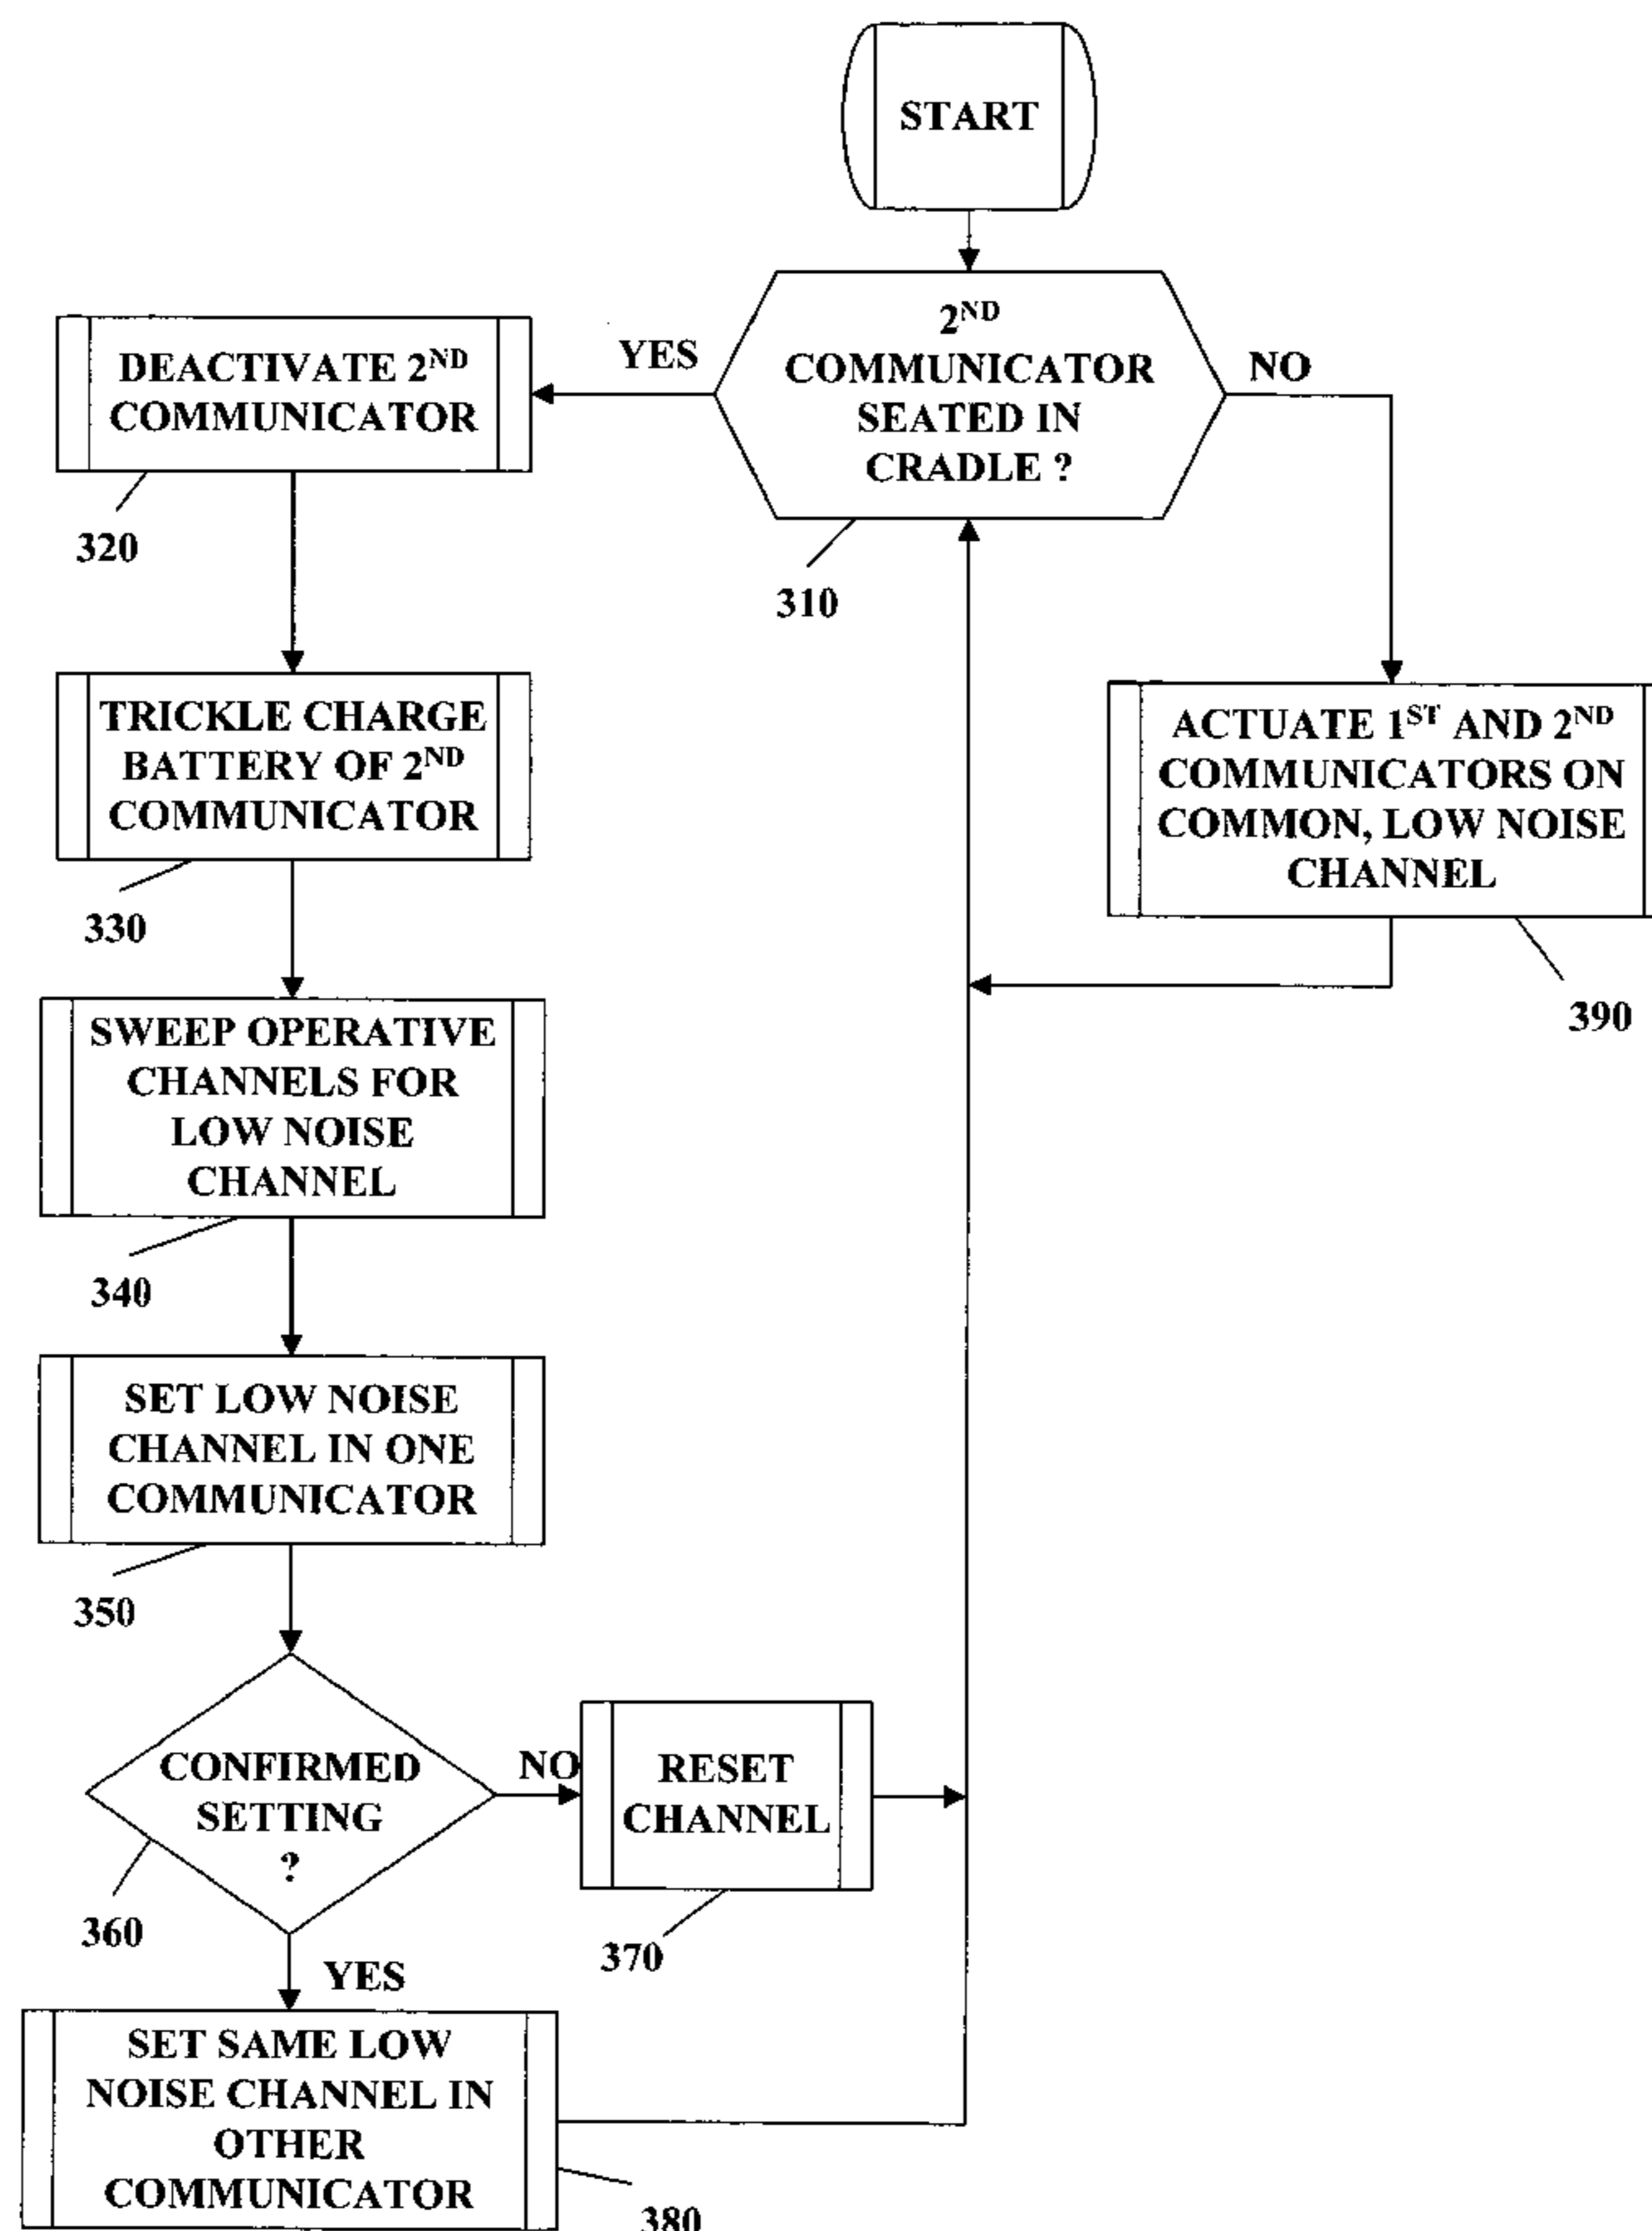 START
2ND
COMMUNICATOR
SEATED IN
CRADLE ?
310
YES
NO
DEACTIVATE 2ND
COMMUNICATOR
320
TRICKLE CHARGE
BATTERY OF 2ND
COMMUNICATOR
330
ACTUATE 1ST AND 2ND
COMMUNICATORS ON
COMMON, LOW NOISE
CHANNEL
390
SWEEP OPERATIVE
CHANNELS FOR
LOW NOISE
CHANNEL
340
SET LOW NOISE
CHANNEL IN ONE
COMMUNICATOR
350
CONFIRMED
SETTING
?
360
NO
RESET
CHANNEL
370
YES
SET SAME LOW
NOISE CHANNEL IN
OTHER
COMMUNICATOR
380